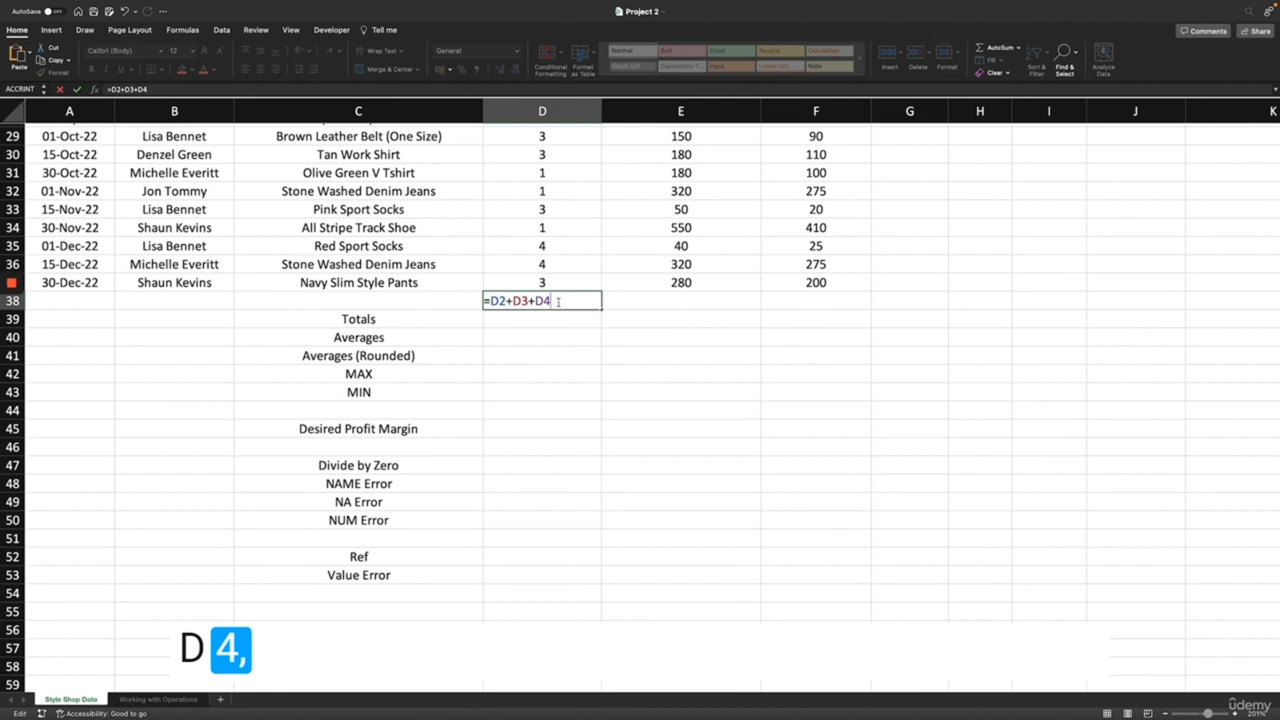 AutoSave OFF Project 2
Home Insert Draw Page Layout Formulas Data Review View Developer Tell me Comments Share
Paste Cut Copy Format Calibri (Body) 12 Wrap Text Merge & Center General Conditional Formatting Format as Table Normal Bad Good Neutral Calculation Check Cell Explanatory T... Input Linked Cell Note Insert Delete Format AutoSum Fill Clear Sort & Filter Find & Select Analyze Data
ACCRINT fx =D2+D3+D4
A B C D E F G H I J K
29 01-Oct-22 Lisa Bennet Brown Leather Belt (One Size) 3 150 90
30 15-Oct-22 Denzel Green Tan Work Shirt 3 180 110
31 30-Oct-22 Michelle Everitt Olive Green V Tshirt 1 180 100
32 01-Nov-22 Jon Tommy Stone Washed Denim Jeans 1 320 275
33 15-Nov-22 Lisa Bennet Pink Sport Socks 3 50 20
34 30-Nov-22 Shaun Kevins All Stripe Track Shoe 1 550 410
35 01-Dec-22 Lisa Bennet Red Sport Socks 4 40 25
36 15-Dec-22 Michelle Everitt Stone Washed Denim Jeans 4 320 275
30-Dec-22 Shaun Kevins Navy Slim Style Pants 3 280 200
38 =D2+D3+D4
39 Totals
40 Averages
41 Averages (Rounded)
42 MAX
43 MIN
44
45 Desired Profit Margin
46
47 Divide by Zero
48 NAME Error
49 NA Error
50 NUM Error
51
52 Ref
53 Value Error
54
55
56
57
58
59
D 4,
Style Shop Data Working with Operations +
Edit Accessibility: Good to go 201%
udemy